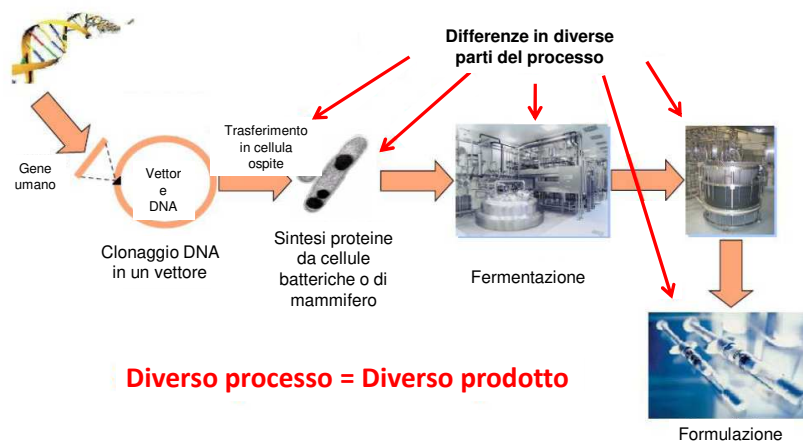 Differenze in diverse
parti del processo
Gene
umano
Vettor
e
DNA
Trasferimento
in cellula
ospite
Clonaggio DNA
in un vettore
Sintesi proteine
da cellule
batteriche o di
mammifero
Fermentazione
Diverso processo = Diverso prodotto
Formulazione